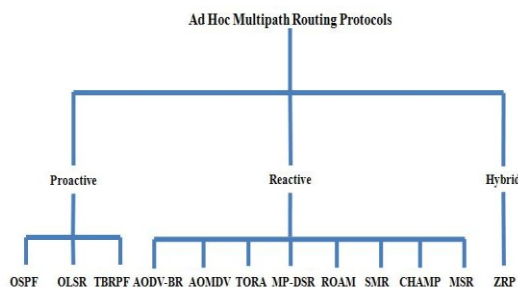 Ad Hoc Multipath Routing Protocols
Proactive Reactive Hybrid
OSPF OLSR TBRPF AODV-BR AOMDV TORA MP-DSR ROAM SMR CHAMP MSR ZRP